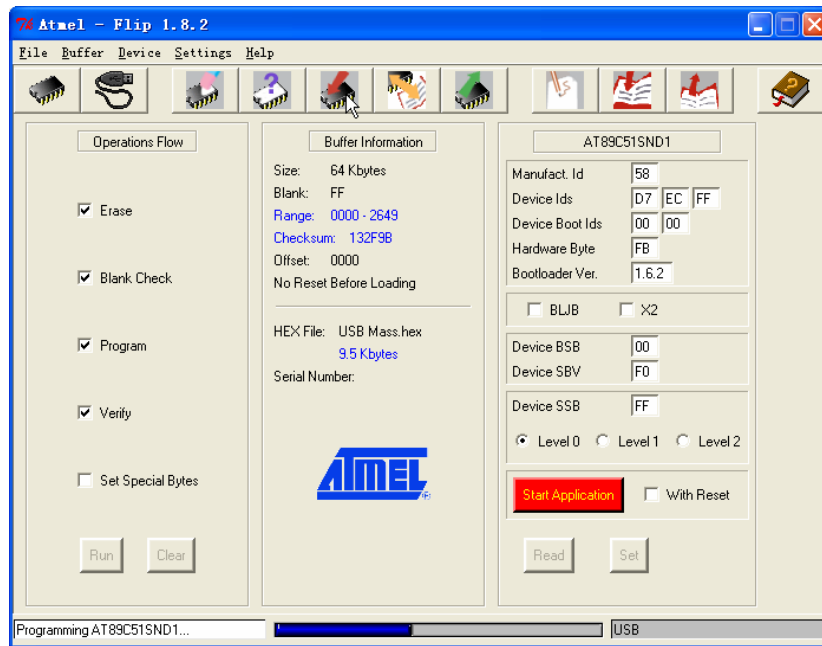 Atmel - Flip 1.8.2
File Buffer Device Settings Help
Operations Flow
Erase
Blank Check
Program
Verify
Set Special Bytes
Run Clear
Buffer Information
Size: 64 Kbytes
Blank: FF
Range: 0000 - 2649
Checksum: 132F9B
Offset: 0000
No Reset Before Loading
HEX File: USB Mass.hex
9.5 Kbytes
Serial Number:
ATMEL®
AT89C51SND1
Manufact. Id 58
Device Ids D7 EC FF
Device Boot Ids 00 00
Hardware Byte FB
Bootloader Ver. 1.6.2
BLJB X2
Device BSB 00
Device SBV F0
Device SSB FF
Level 0 Level 1 Level 2
Start Application With Reset
Read Set
Programming AT89C51SND1...
USB